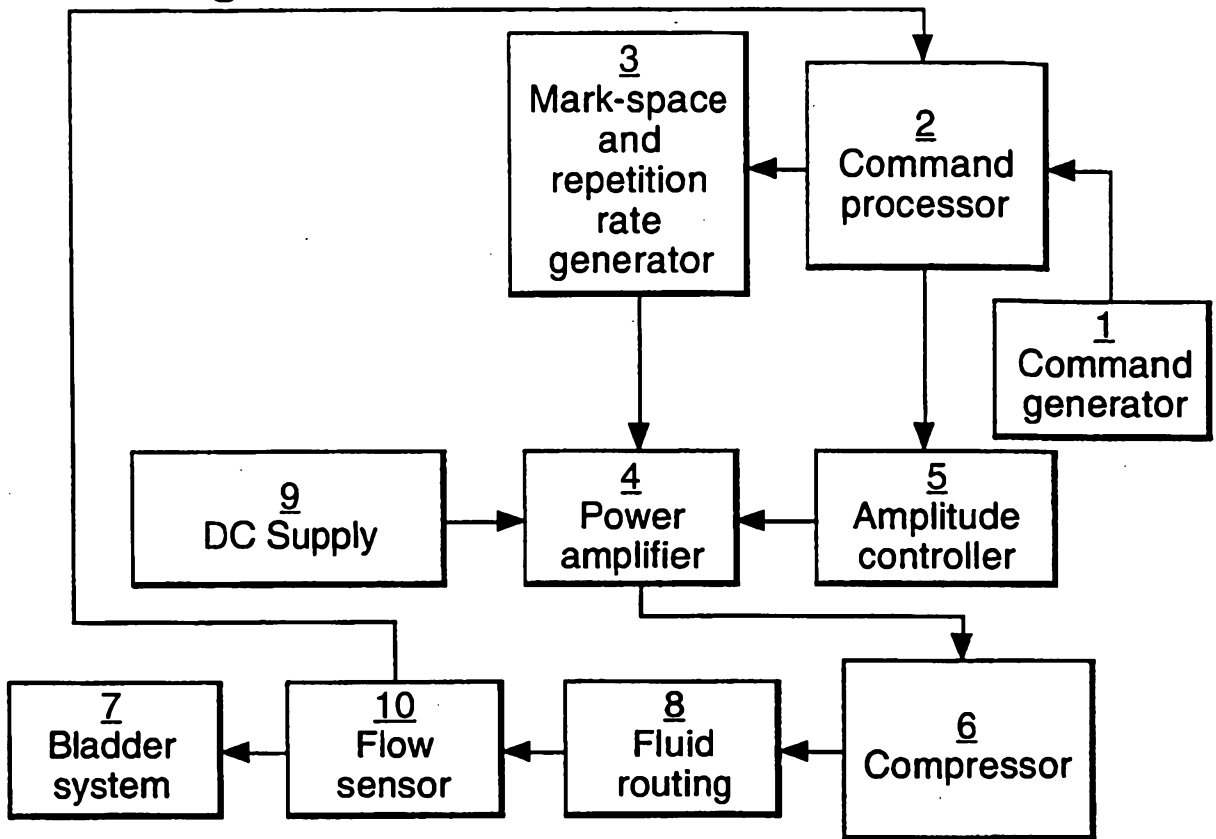 3
Mark-space
and
repetition
rate
generator
2
Command
processor
1
Command
generator
9
DC Supply
4
Power
amplifier
5
Amplitude
controller
7
Bladder
system
10
Flow
sensor
8
Fluid
routing
6
Compressor